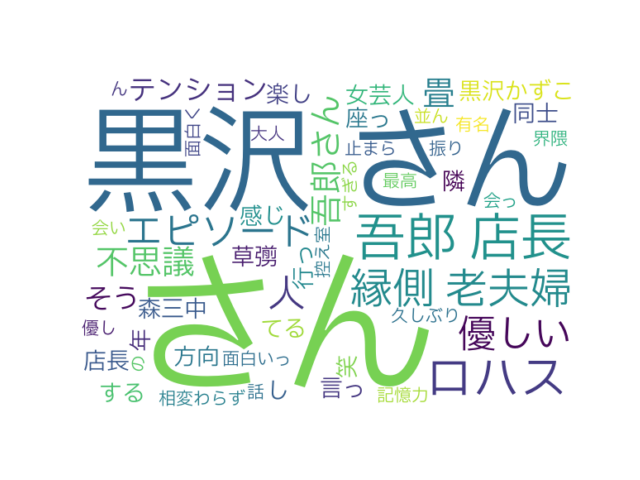 ん
テンション
楽し
女芸人
畳
黒沢かずこ
面白く
黒沢 さん
大人
吾郎さん
座っ
並ん
有名
同士
止まら
振り
界隈
すぎる
最高
隣
会っ
会い
エピソード
感じ
行っ
控え室
吾郎 店長
不思議
草彅
人
縁側 老夫婦
そう
森三中
さん
久しぶり
優しい
優し
年
てる
笑
店長
の
方向
面白いっ
ロハス
する
相変わらず
話
し
言っ
記憶力